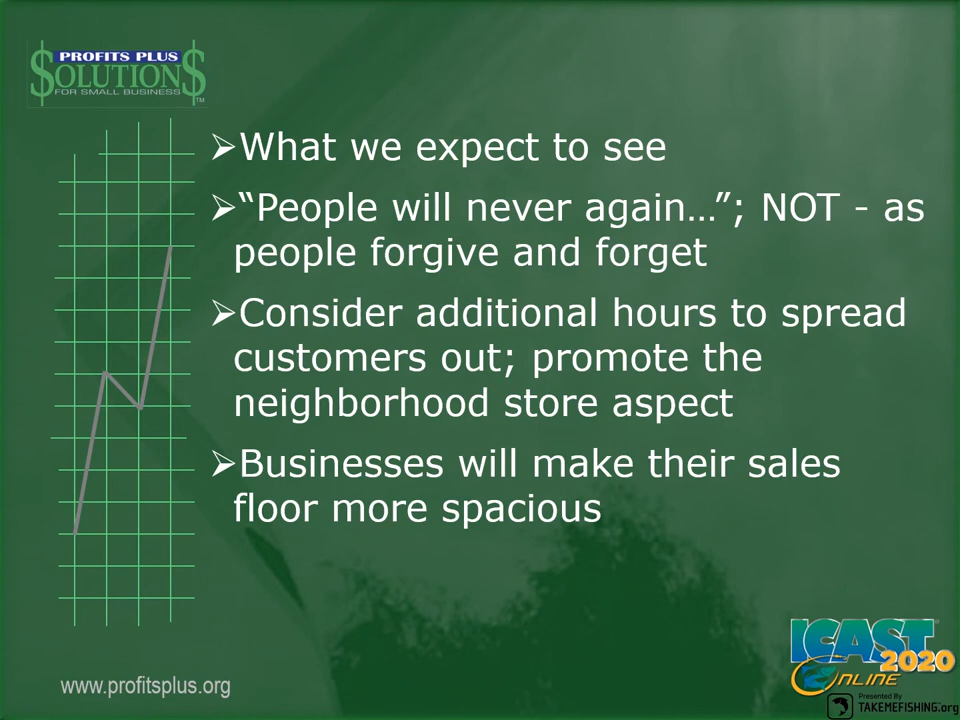 PROFITS PLUS
$OLUTION$
FOR SMALL BUSINESS
TM
➢What we expect to see
➢“People will never again…”; NOT - as
people forgive and forget
➢Consider additional hours to spread
customers out; promote the
neighborhood store aspect
➢Businesses will make their sales
floor more spacious
www.profitsplus.org
ICAST
2020
ONLINE
Presented By
TAKEMEFISHING.org